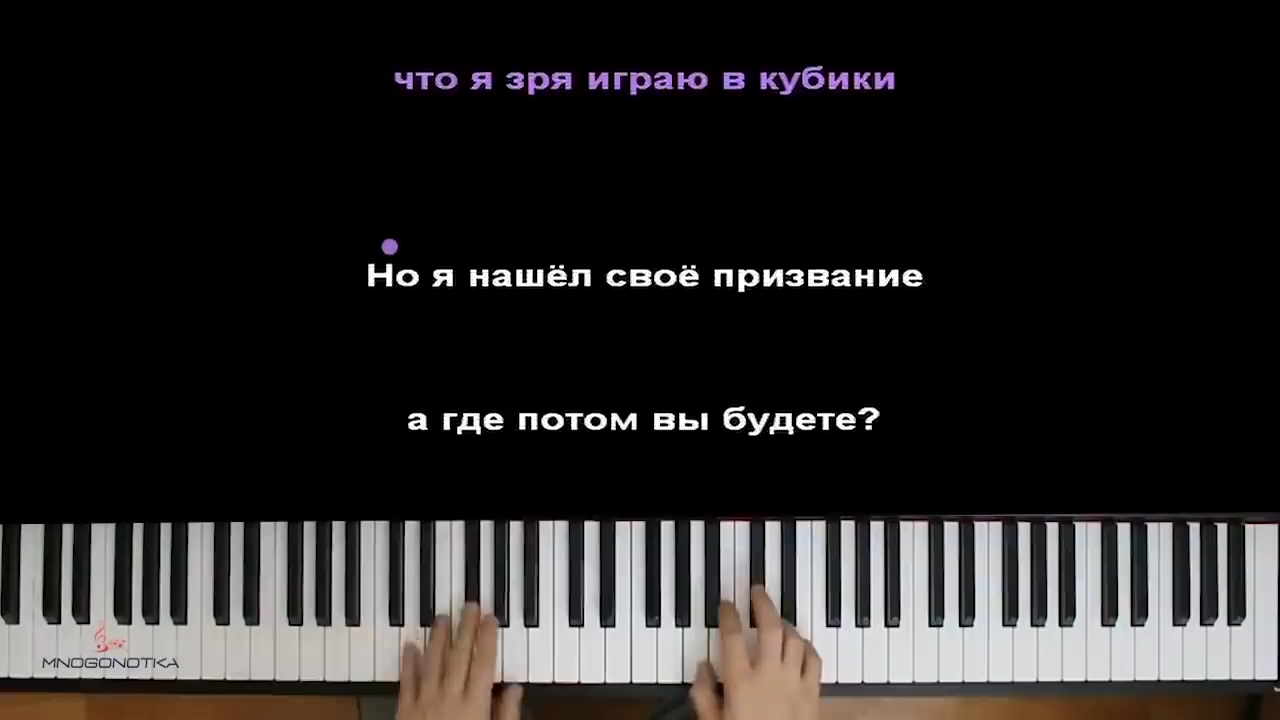 что я зря играю в кубики
Но я нашёл своё призвание
а где потом вы будете?
MNOGONOTKA